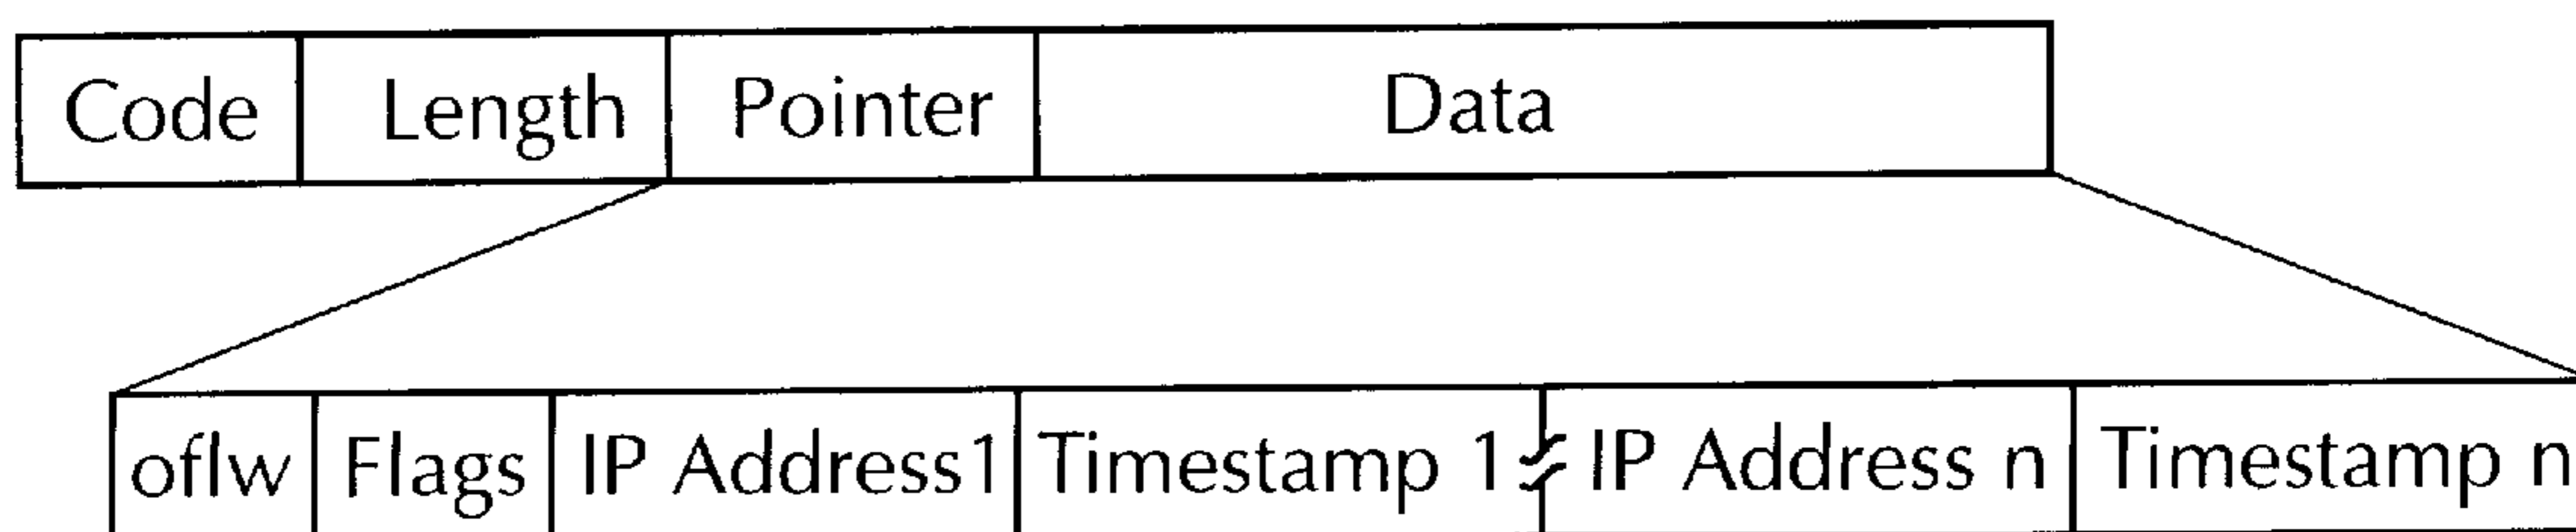 Code Length Pointer Data
oflw Flags IP Address1 Timestamp 1 IP Address n Timestamp n